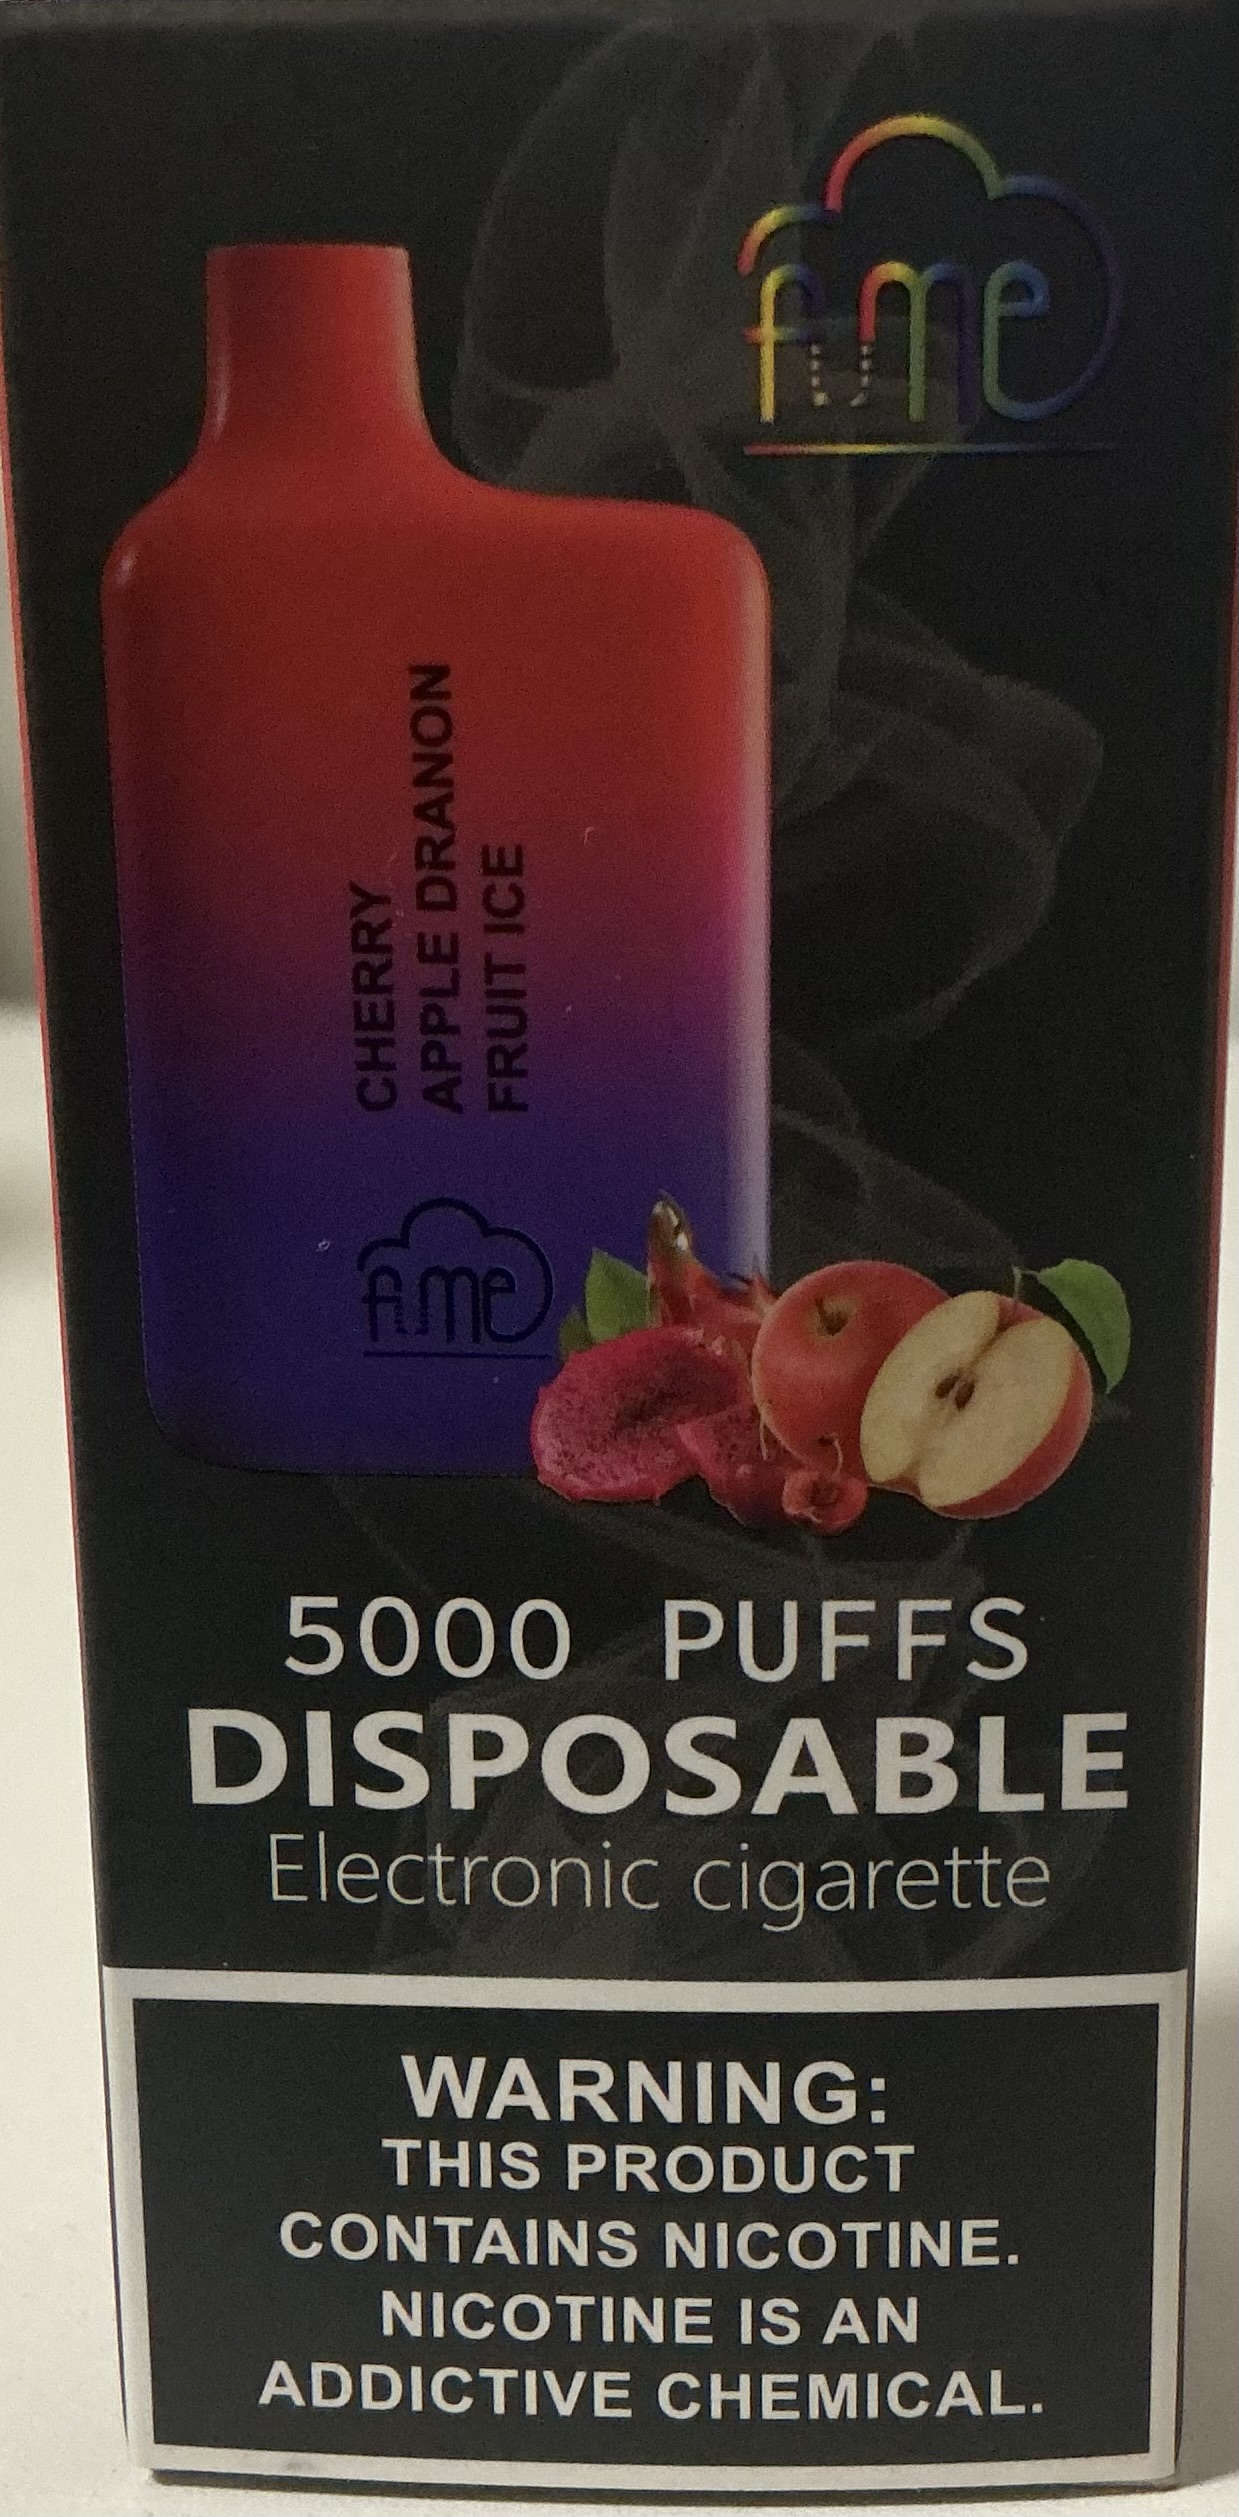 fume
CHERRY
APPLE DRANON
FRUIT ICE
fume
5000 PUFFS
DISPOSABLE
Electronic cigarette
WARNING:
THIS PRODUCT
CONTAINS NICOTINE.
NICOTINE IS AN
ADDICTIVE CHEMICAL.